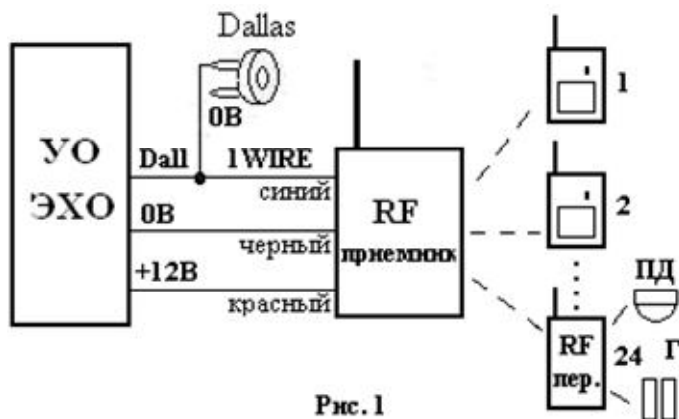 Dallas
0В
УО
ЭХО
Dall
1WIRE
синий
0В
черный
+12В
красный
RF
приемник
1
2
ПД
RF
пер.
24
Г
Рис. 1